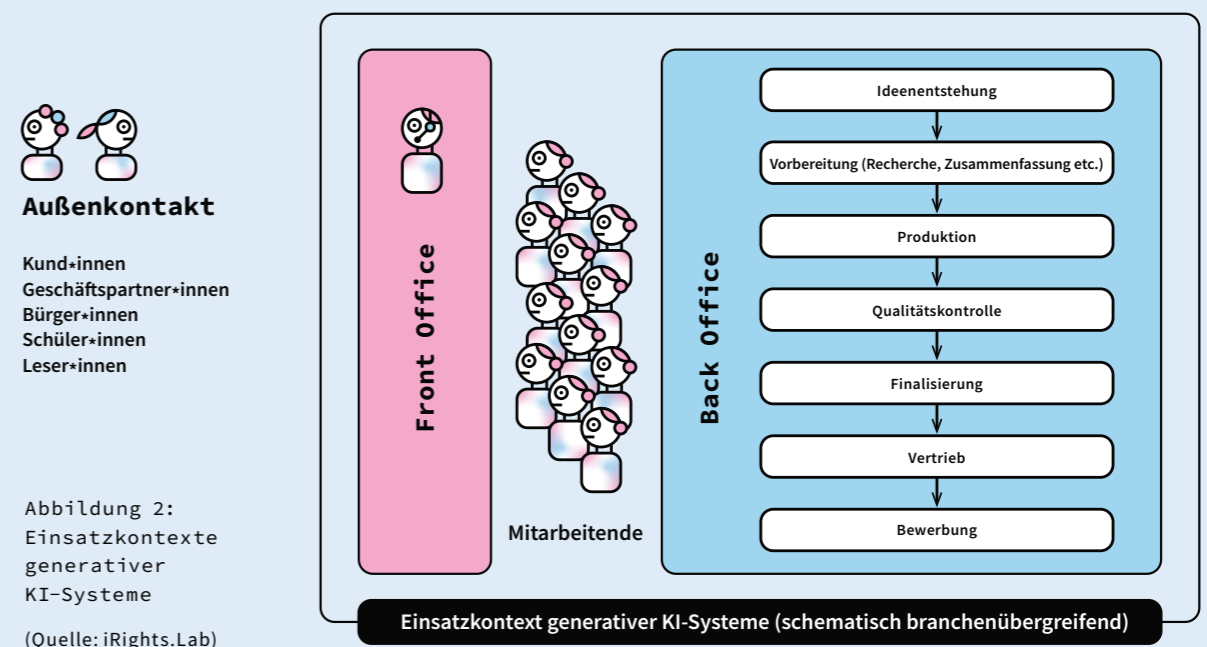 Außenkontakt
Kund*innen
Geschäftspartner*innen
Bürger*innen
Schüler*innen
Leser*innen
Abbildung 2:
Einsatzkontexte
generativer
KI-Systeme
(Quelle: iRights.Lab)
Front Office
Mitarbeitende
Back Office
Ideenentstehung
Vorbereitung (Recherche, Zusammenfassung etc.)
Produktion
Qualitätskontrolle
Finalisierung
Vertrieb
Bewerbung
Einsatzkontext generativer KI-Systeme (schematisch branchenübergreifend)